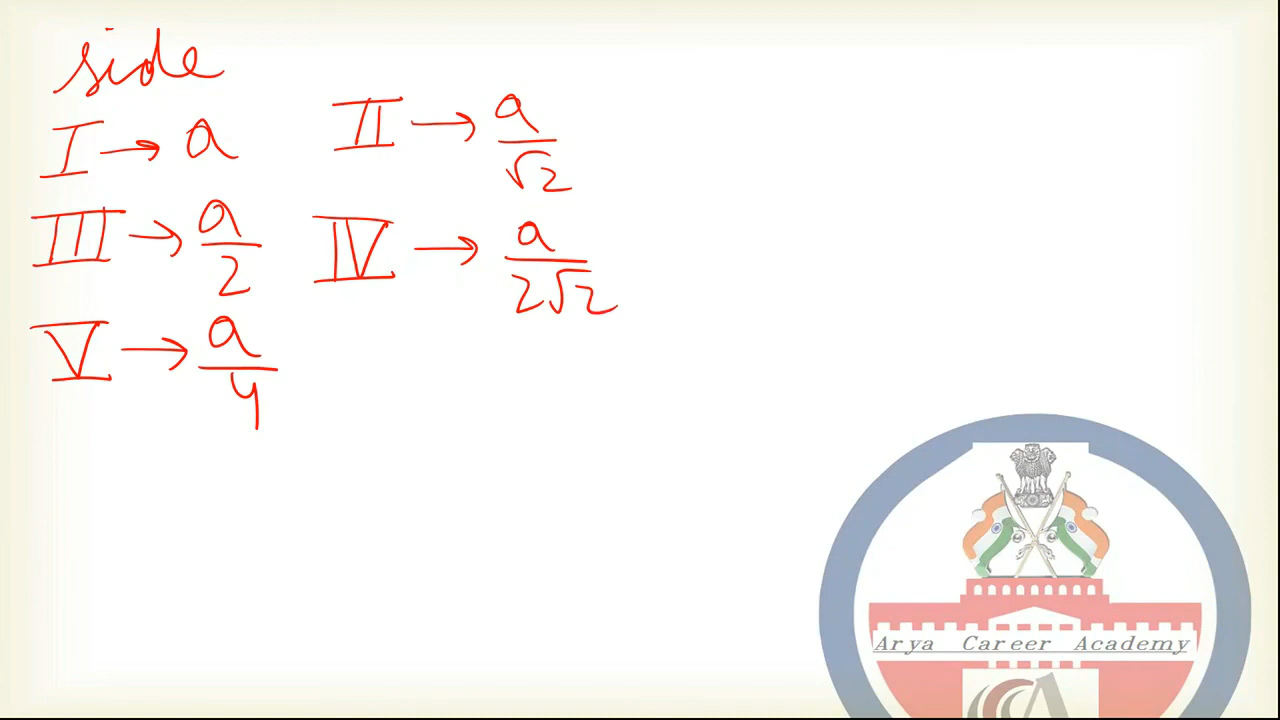 side
I → a
II → a/√2
III → a/2
IV → a/2√2
V → a/4
Arya Career Academy